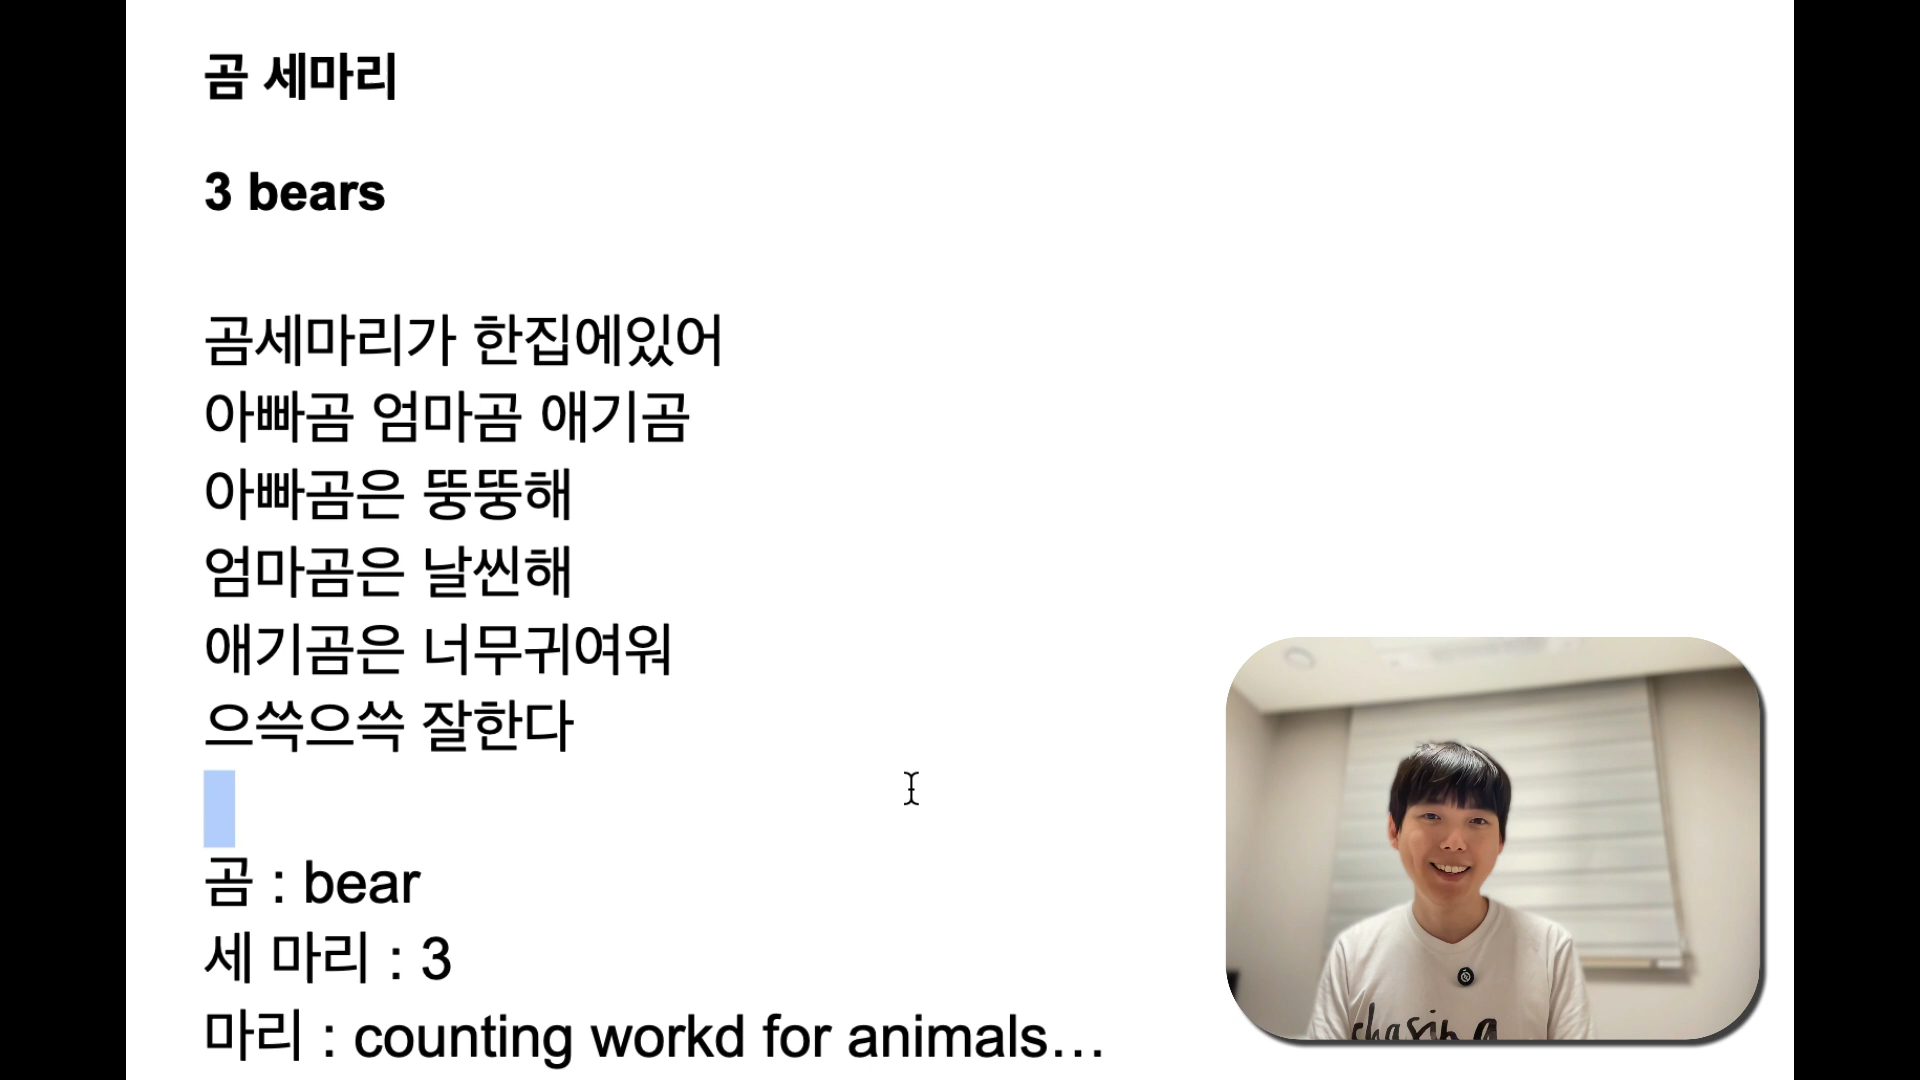 곰 세마리
3 bears
곰세마리가 한집에있어
아빠곰 엄마곰 애기곰
아빠곰은 뚱뚱해
엄마곰은 날씬해
애기곰은 너무귀여워
으쓱으쓱 잘한다
곰 : bear
세 마리 : 3
마리 : counting workd for animals…
chasin a